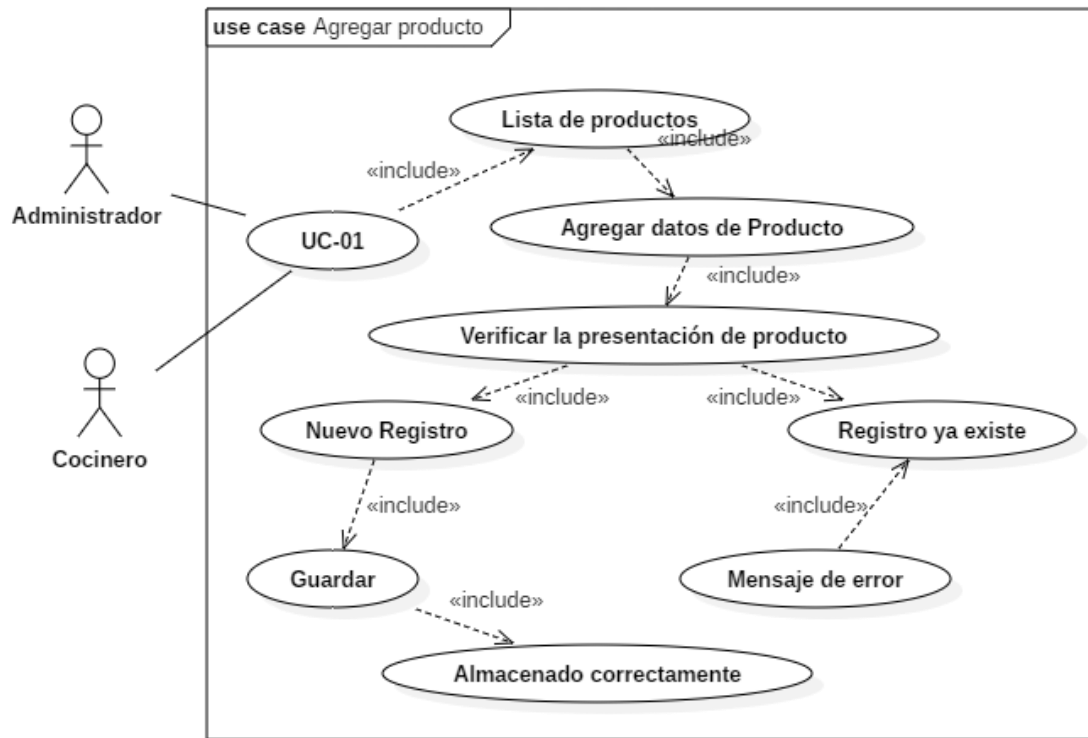 use case Agregar producto
Lista de productos
«include»
«include»
Administrador
UC-01
Agregar datos de Producto
«include»
Verificar la presentación de producto
«include»
«include»
Nuevo Registro
Registro ya existe
Cocinero
«include»
«include»
Guardar
Mensaje de error
«include»
Almacenado correctamente